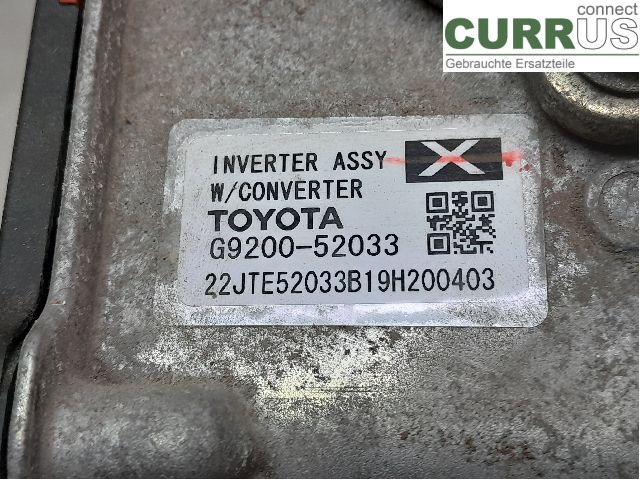 connect
CURRUS
Gebrauchte Ersatzteile
INVERTER ASSY X
W/CONVERTER
TOYOTA
G9200-52033
22JTE52033B19H200403